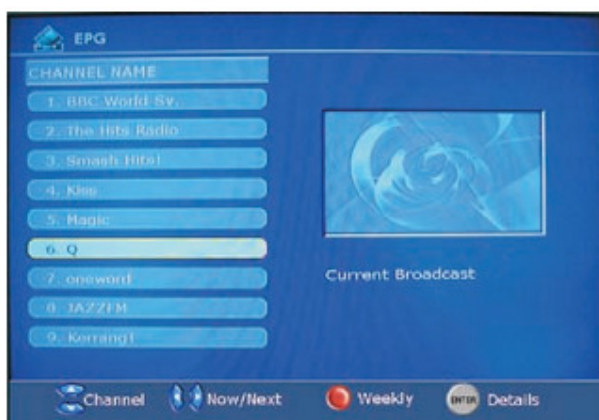 EPG
CHANNEL NAME
1. BBC World Sv.
2. The Hits Radio
3. Smash Hits!
4. Kiss
5. Magic
6. Q
7. oneword
8. JAZZFM
9. Kerrang!
Current Broadcast
Channel Now/Next Weekly ENTER Details